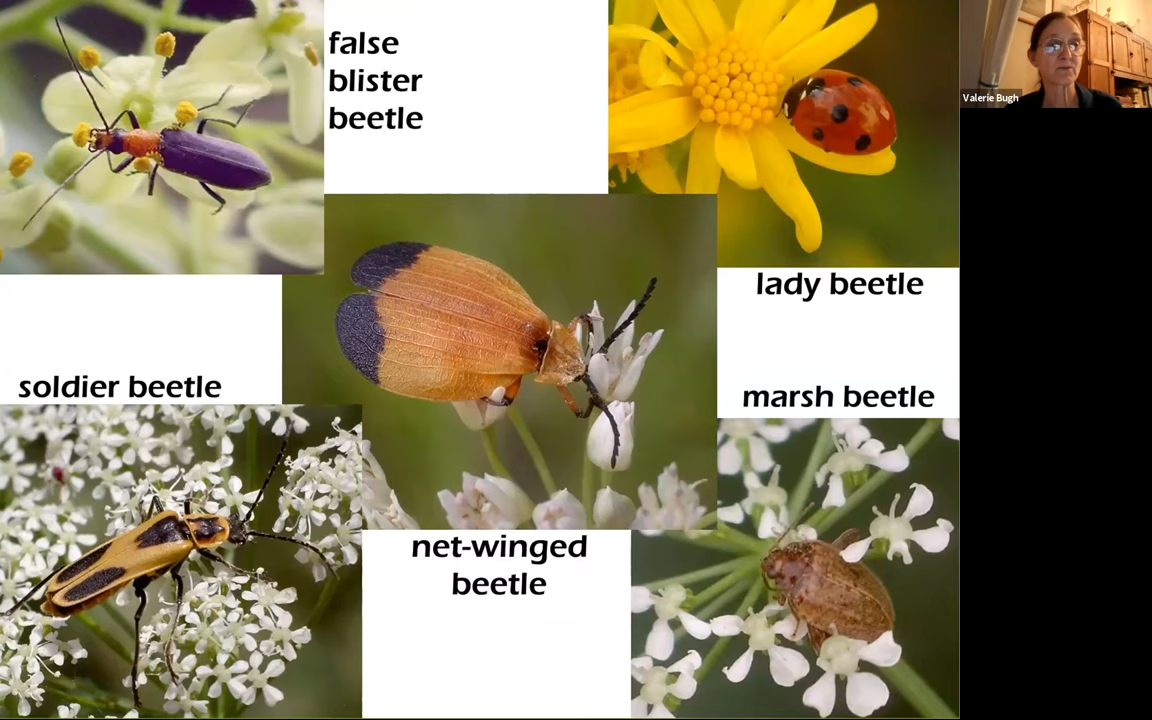 false
blister
beetle
Valerie Bugh
lady beetle
soldier beetle
marsh beetle
net-winged
beetle